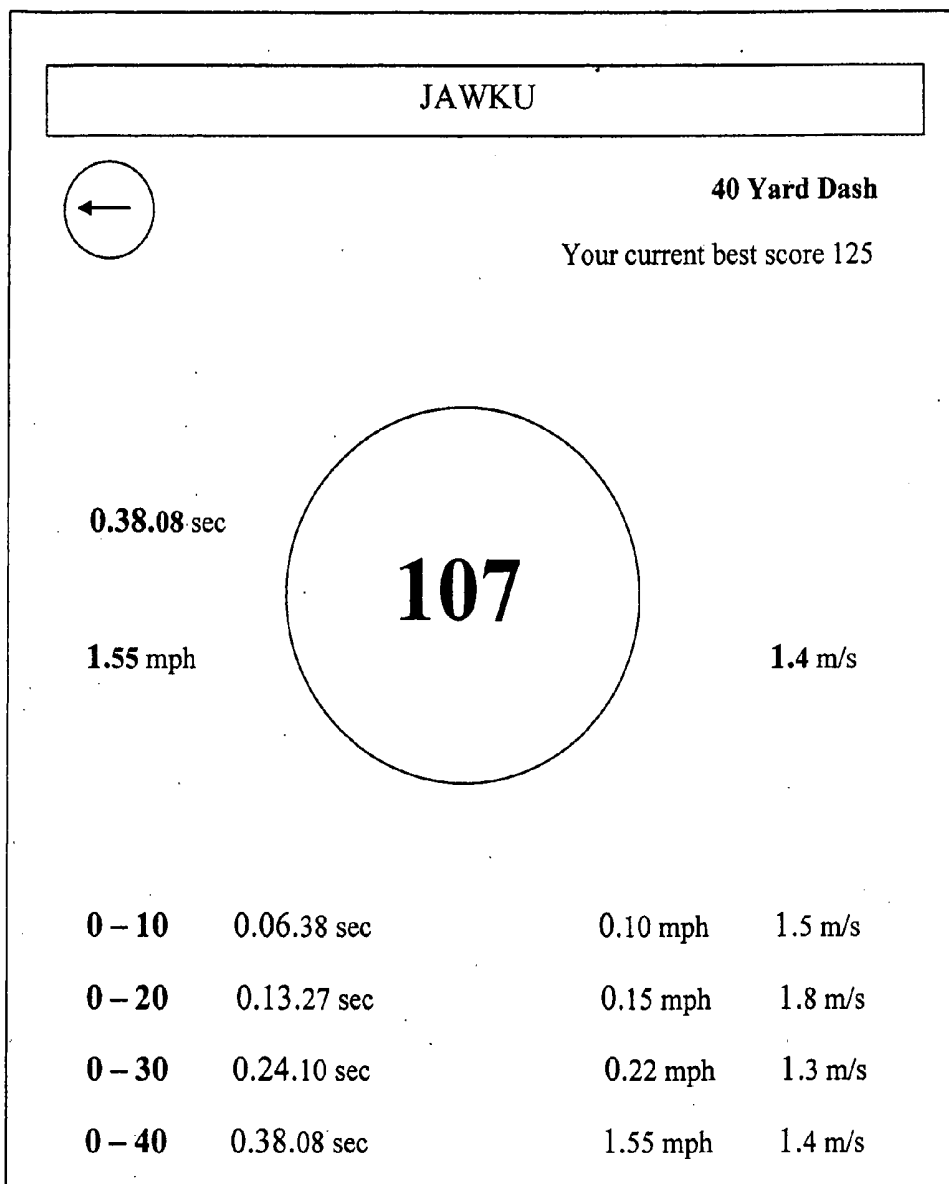 JAWKU
40 Yard Dash
Your current best score 125
0.38.08 sec
107
1.55 mph
1.4 m/s
0 – 10 0.06.38 sec 0.10 mph 1.5 m/s
0 – 20 0.13.27 sec 0.15 mph 1.8 m/s
0 – 30 0.24.10 sec 0.22 mph 1.3 m/s
0 – 40 0.38.08 sec 1.55 mph 1.4 m/s